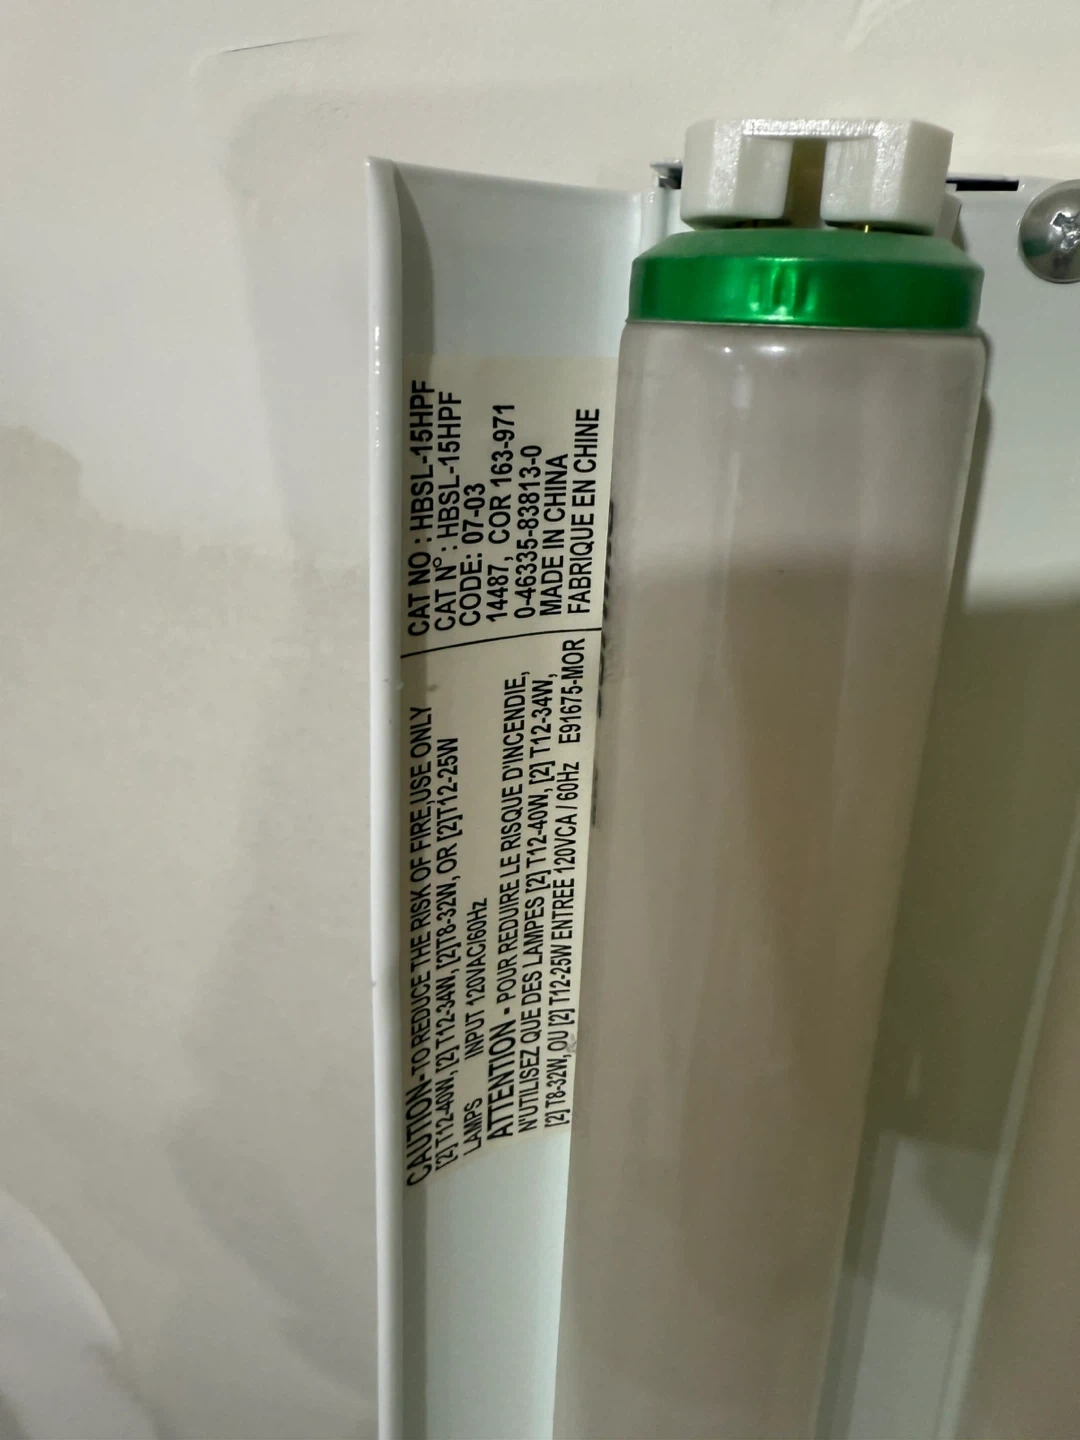 CAUTION- TO REDUCE THE RISK OF FIRE,USE ONLY
[2] T12-40W, [2] T12-34W, [2]T8-32W, OR [2]T12-25W
LAMPS INPUT 120VAC/60Hz
ATTENTION - POUR REDUIRE LE RISQUE D'INCENDIE,
N'UTILISEZ QUE DES LAMPES [2] T12-40W, [2] T12-34W,
[2] T8-32W, OU [2] T12-25W ENTREE 120VCA / 60Hz E91675-MOR
CAT NO : HBSL-15HPF
CAT N° : HBSL-15HPF
CODE: 07-03
14487, COR 163-971
0-46335-83813-0
MADE IN CHINA
FABRIQUE EN CHINE